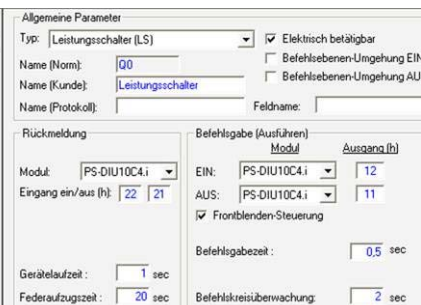 Allgemeine Parameter
Typ: Leistungsschalter (LS)
Elektrisch betätigbar
Befehlsebenen-Umgehung EIN
Name (Norm): Q0
Befehlsebenen-Umgehung AU
Name (Kunde): Leistungsschalter
Name (Protokoll):
Feldname:
Rückmeldung
Modul: PS-DIU10C4.i
Eingang ein/aus (h): 22 21
Gerätelaufzeit : 1 sec
Federaufzugszeit : 20 sec
Befehlsgabe (Ausführen)
Modul Ausgang (h)
EIN: PS-DIU10C4.i 12
AUS: PS-DIU10C4.i 11
Frontblenden-Steuerung
Befehlsgabezeit : 0,5 sec
Befehlskreisüberwachung: 2 sec